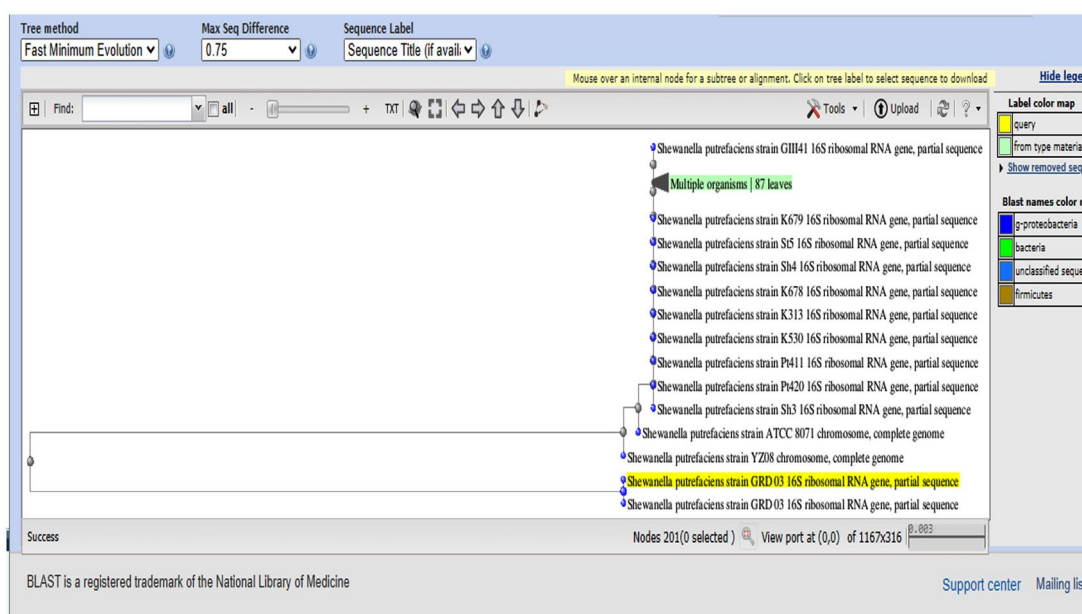 Tree method Max Seq Difference Sequence Label
Fast Minimum Evolution 0.75 Sequence Title (if avail:
Mouse over an internal node for a subtree or alignment. Click on tree label to select sequence to download
Hide lege
Find: all - + TXT Tools Upload ?
Label color map
query
from type materia
Show removed seq
Blast names color m
g-proteobacteria
bacteria
unclassified seque
firmicutes
Shewanella putrefaciens strain GIII41 16S ribosomal RNA gene, partial sequence
Multiple organisms | 87 leaves
Shewanella putrefaciens strain K679 16S ribosomal RNA gene, partial sequence
Shewanella putrefaciens strain St5 16S ribosomal RNA gene, partial sequence
Shewanella putrefaciens strain Sh4 16S ribosomal RNA gene, partial sequence
Shewanella putrefaciens strain K678 16S ribosomal RNA gene, partial sequence
Shewanella putrefaciens strain K313 16S ribosomal RNA gene, partial sequence
Shewanella putrefaciens strain K530 16S ribosomal RNA gene, partial sequence
Shewanella putrefaciens strain Pt411 16S ribosomal RNA gene, partial sequence
Shewanella putrefaciens strain Pt420 16S ribosomal RNA gene, partial sequence
Shewanella putrefaciens strain Sh3 16S ribosomal RNA gene, partial sequence
Shewanella putrefaciens strain ATCC 8071 chromosome, complete genome
Shewanella putrefaciens strain YZ08 chromosome, complete genome
Shewanella putrefaciens strain GRD 03 16S ribosomal RNA gene, partial sequence
Shewanella putrefaciens strain GRD 03 16S ribosomal RNA gene, partial sequence
Success Nodes 201(0 selected ) View port at (0,0) of 1167x316 0.003
BLAST is a registered trademark of the National Library of Medicine
Support center Mailing lis